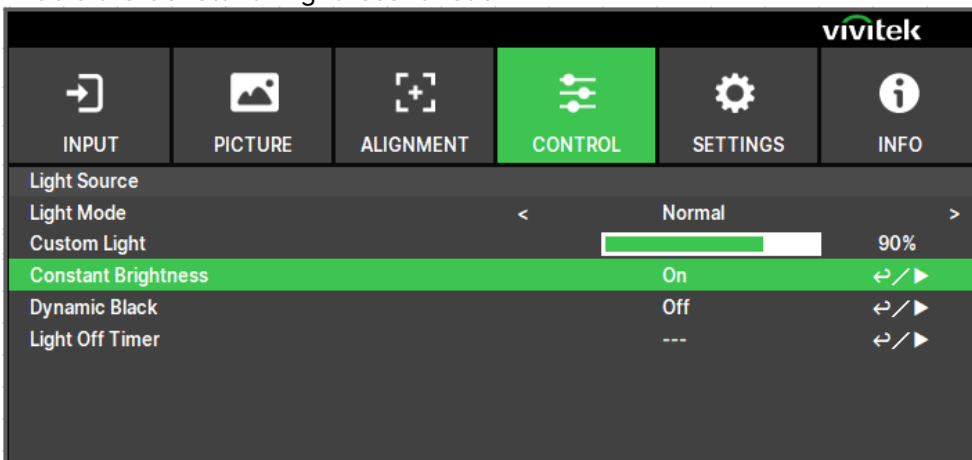 vivitek
INPUT PICTURE ALIGNMENT CONTROL SETTINGS INFO
Light Source
Light Mode < Normal >
Custom Light 90%
Constant Brightness On
Dynamic Black Off
Light Off Timer ---